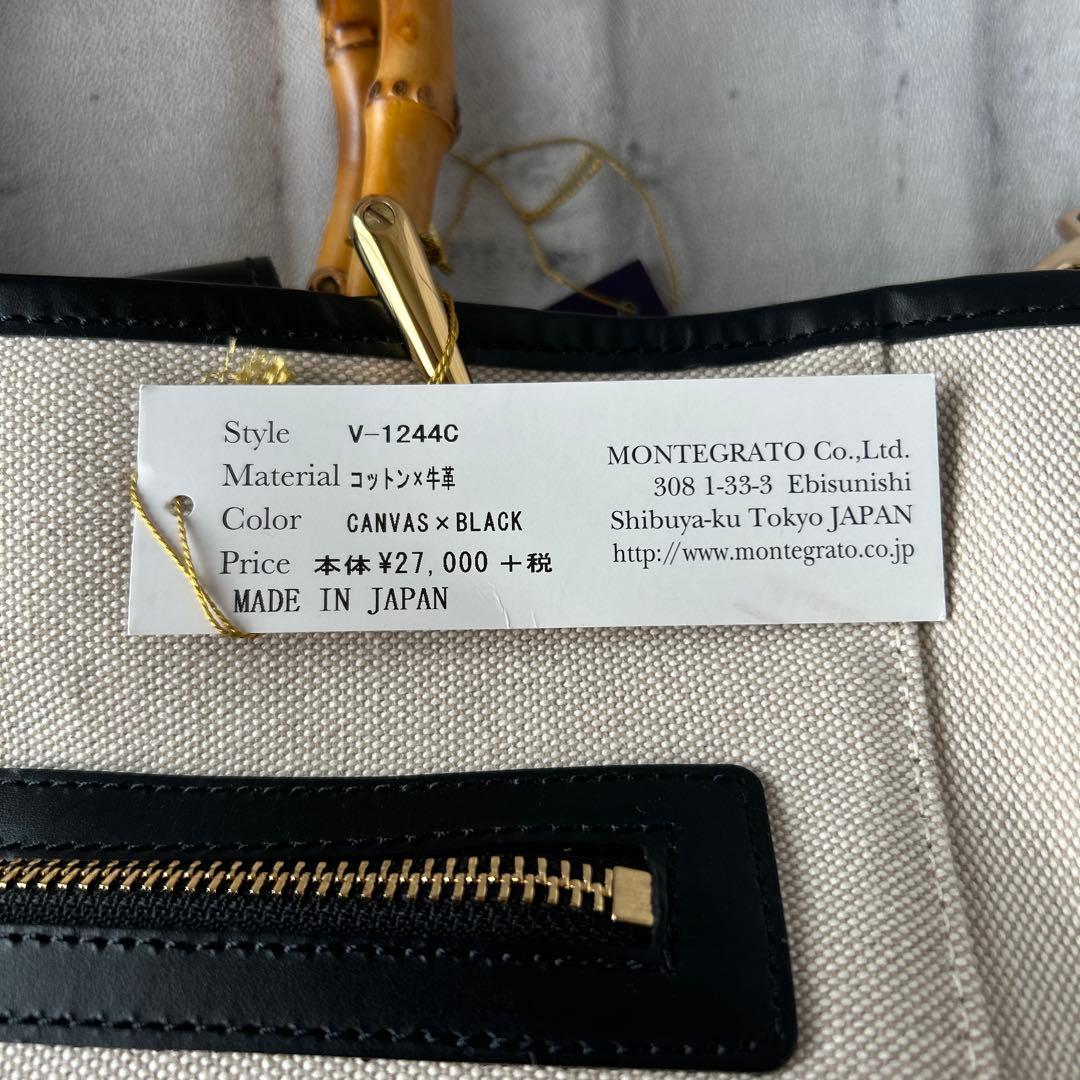 Style V-1244C
Material コットン×牛革
Color CANVAS×BLACK
Price 本体¥27,000+税
MADE IN JAPAN
MONTEGRATO Co.,Ltd.
308 1-33-3 Ebisunishi
Shibuya-ku Tokyo JAPAN
http://www.montegrato.co.jp